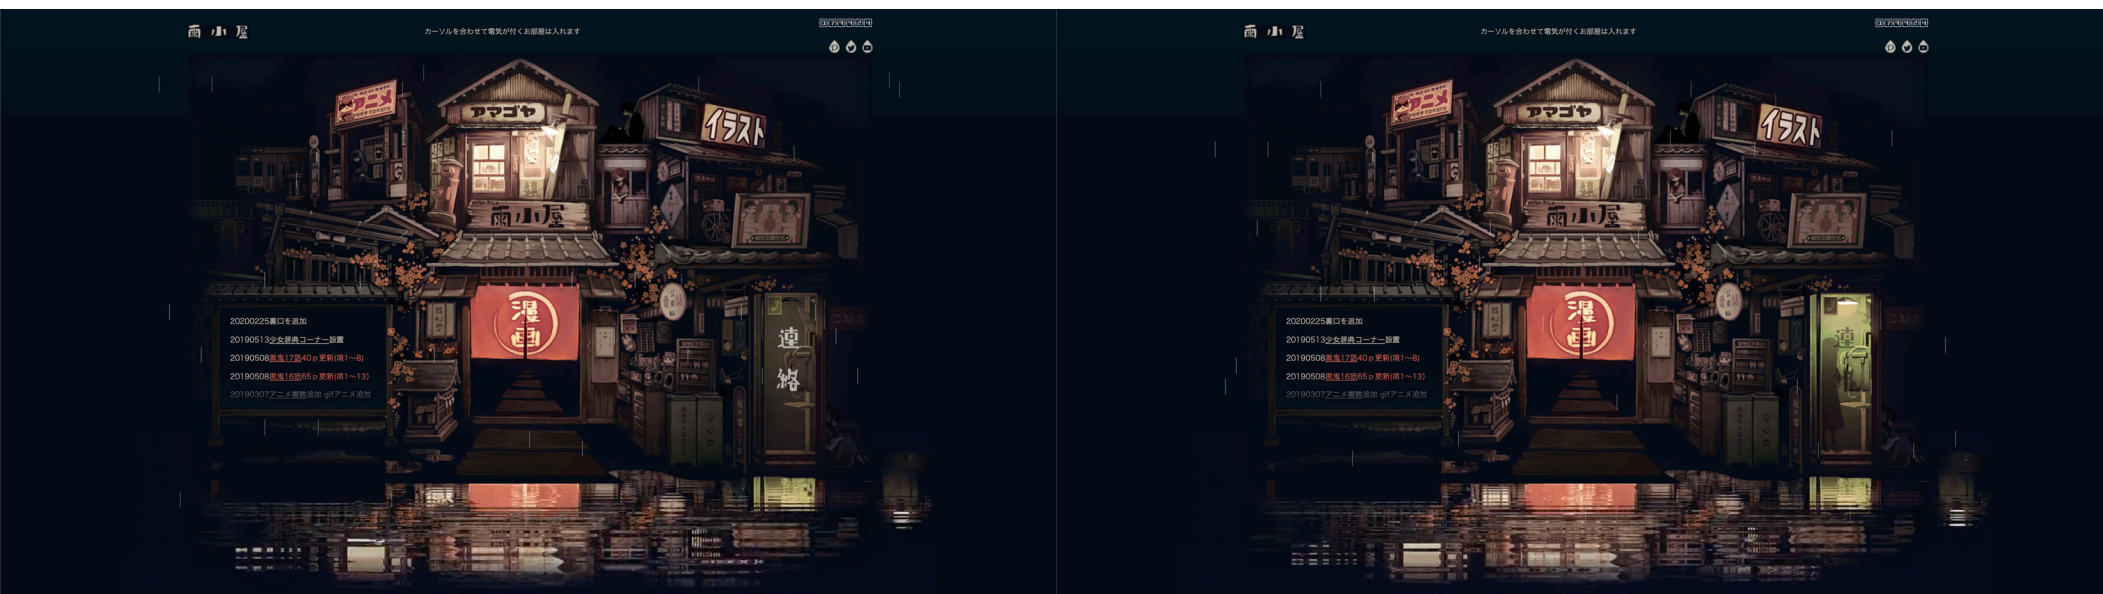 雨小屋
カーソルを合わせて電気が付くお部屋は入れます
079924
アニメ
アマゴヤ
イラスト
雨小屋
漫画
連絡
20200225裏口を追加
20190513少女辞典コーナー設置
20190508黒鬼17話40ｐ更新(項1～8)
20190508黒鬼16話65ｐ更新(項1～13)
20190307アニメ複数追加 gifアニメ追加
雨小屋
カーソルを合わせて電気が付くお部屋は入れます
079924
アニメ
アマゴヤ
イラスト
雨小屋
漫画
20200225裏口を追加
20190513少女辞典コーナー設置
20190508黒鬼17話40ｐ更新(項1～8)
20190508黒鬼16話65ｐ更新(項1～13)
20190307アニメ複数追加 gifアニメ追加